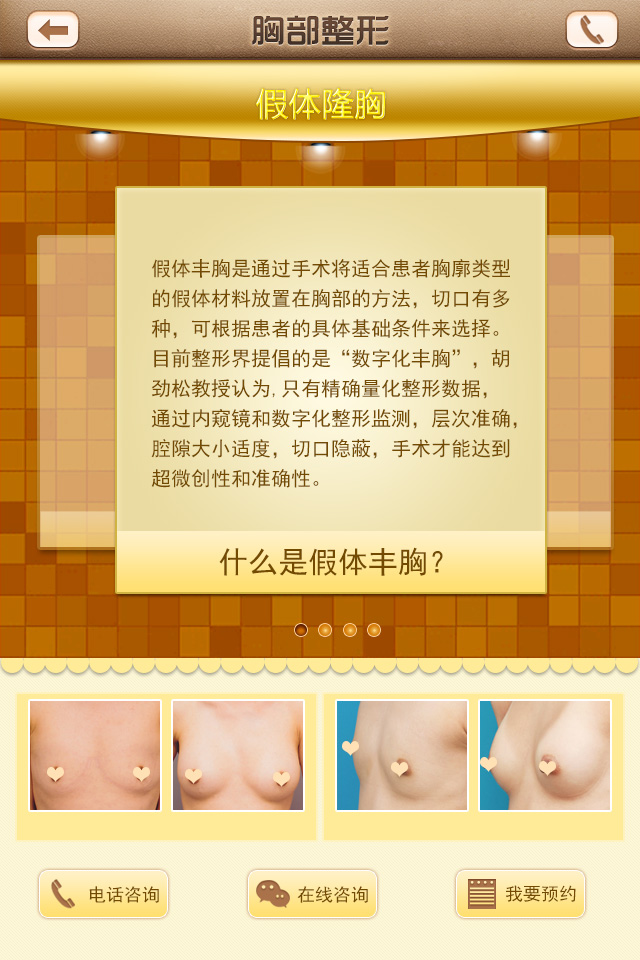 胸部整形
假体隆胸
假体丰胸是通过手术将适合患者胸廓类型
的假体材料放置在胸部的方法，切口有多
种，可根据患者的具体基础条件来选择。
目前整形界提倡的是“数字化丰胸”，胡
劲松教授认为,只有精确量化整形数据，
通过内窥镜和数字化整形监测，层次准确，
腔隙大小适度，切口隐蔽，手术才能达到
超微创性和准确性。
什么是假体丰胸？
电话咨询
在线咨询
我要预约